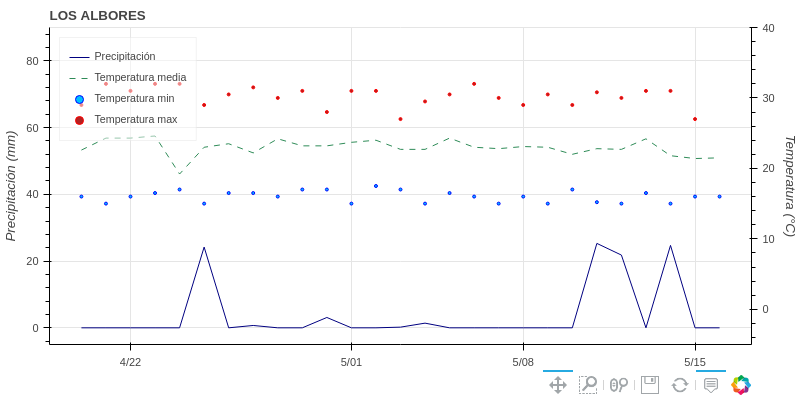 LOS ALBORES
Precipitación
Temperatura media
Temperatura min
Temperatura max
Precipitación (mm)
80
60
40
20
0
Temperatura (°C)
40
30
20
10
0
4/22
5/01
5/08
5/15